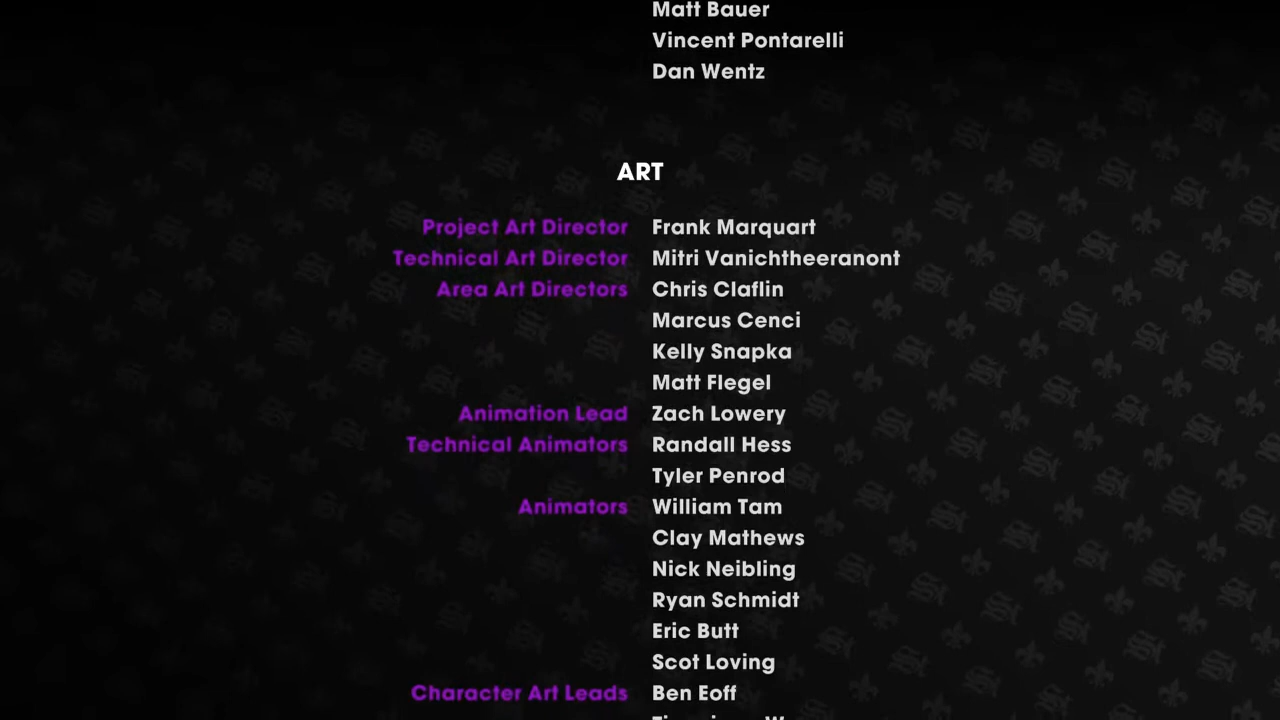 Matt Bauer
Vincent Pontarelli
Dan Wentz
ART
Project Art Director Frank Marquart
Technical Art Director Mitri Vanichtheeranont
Area Art Directors Chris Claflin
Marcus Cenci
Kelly Snapka
Matt Flegel
Animation Lead Zach Lowery
Technical Animators Randall Hess
Tyler Penrod
Animators William Tam
Clay Mathews
Nick Neibling
Ryan Schmidt
Eric Butt
Scot Loving
Character Art Leads Ben Eoff